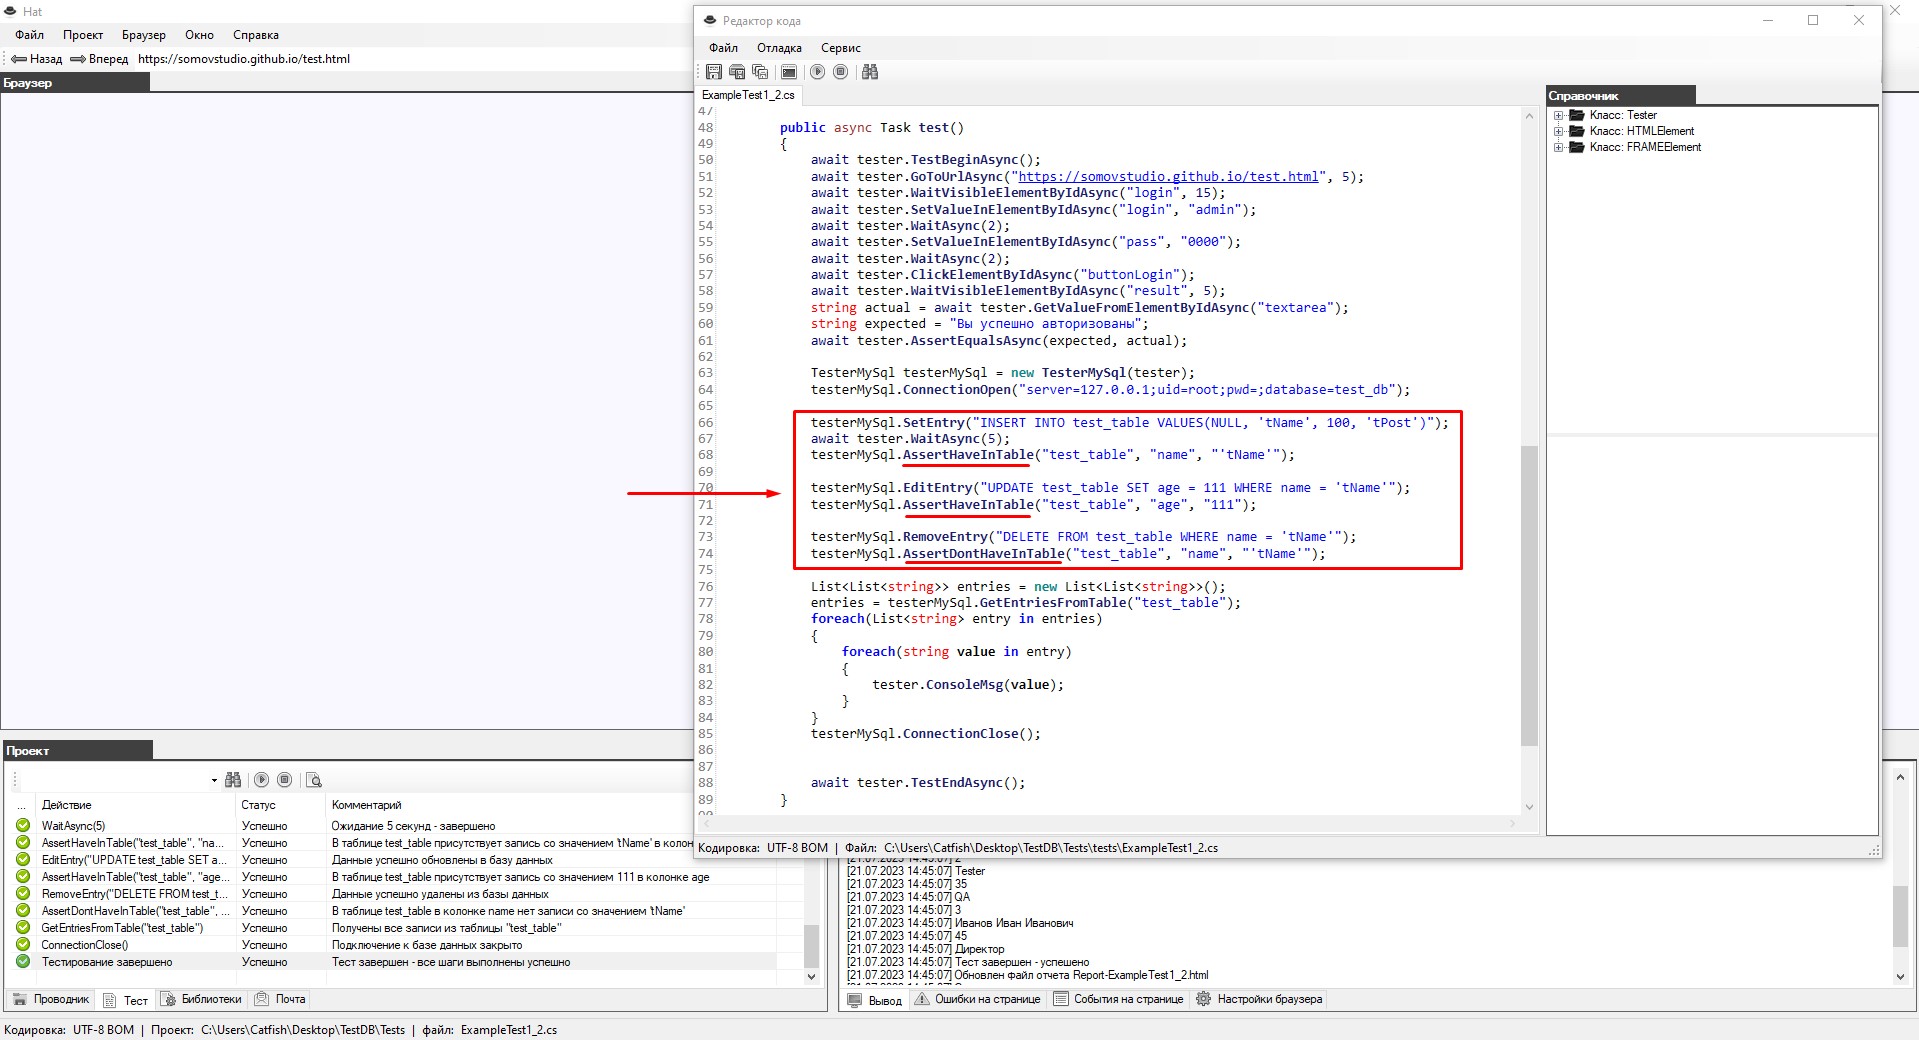 Hat
Файл Проект Браузер Окно Справка
Назад Вперед https://somovstudio.github.io/test.html
Браузер
Редактор кода
Файл Отладка Сервис
ExampleTest1_2.cs
47
48 public async Task test()
49 {
50 await tester.TestBeginAsync();
51 await tester.GoToUrlAsync("https://somovstudio.github.io/test.html", 5);
52 await tester.WaitVisibleElementByIdAsync("login", 15);
53 await tester.SetValueInElementByIdAsync("login", "admin");
54 await tester.WaitAsync(2);
55 await tester.SetValueInElementByIdAsync("pass", "0000");
56 await tester.WaitAsync(2);
57 await tester.ClickElementByIdAsync("buttonLogin");
58 await tester.WaitVisibleElementByIdAsync("result", 5);
59 string actual = await tester.GetValueFromElementByIdAsync("textarea");
60 string expected = "Вы успешно авторизованы";
61 await tester.AssertEqualsAsync(expected, actual);
62
63 TesterMySql testerMySql = new TesterMySql(tester);
64 testerMySql.ConnectionOpen("server=127.0.0.1;uid=root;pwd=;database=test_db");
65
66 testerMySql.SetEntry("INSERT INTO test_table VALUES(NULL, 'tName', 100, 'tPost')");
67 await tester.WaitAsync(5);
68 testerMySql.AssertHaveInTable("test_table", "name", "'tName'");
69
70 testerMySql.EditEntry("UPDATE test_table SET age = 111 WHERE name = 'tName'");
71 testerMySql.AssertHaveInTable("test_table", "age", "111");
72
73 testerMySql.RemoveEntry("DELETE FROM test_table WHERE name = 'tName'");
74 testerMySql.AssertDontHaveInTable("test_table", "name", "'tName'");
75
76 List<List<string>> entries = new List<List<string>>();
77 entries = testerMySql.GetEntriesFromTable("test_table");
78 foreach(List<string> entry in entries)
79 {
80 foreach(string value in entry)
81 {
82 tester.ConsoleMsg(value);
83 }
84 }
85 testerMySql.ConnectionClose();
86
87
88 await tester.TestEndAsync();
89 }
90
Кодировка: UTF-8 BOM | Файл: C:\Users\Catfish\Desktop\TestDB\Tests\tests\ExampleTest1_2.cs
Справочник
Класс: Tester
Класс: HTMLElement
Класс: FRAMEElement
Проект
... Действие Статус Комментарий
WaitAsync(5) Успешно Ожидание 5 секунд - завершено
AssertHaveInTable("test_table", "na... Успешно В таблице test_table присутствует запись со значением 'tName' в колон
EditEntry("UPDATE test_table SET a... Успешно Данные успешно обновлены в базу данных
AssertHaveInTable("test_table", "age... Успешно В таблице test_table присутствует запись со значением 111 в колонке age
RemoveEntry("DELETE FROM test_t... Успешно Данные успешно удалены из базы данных
AssertDontHaveInTable("test_table", ... Успешно В таблице test_table в колонке name нет записи со значением 'tName'
GetEntriesFromTable("test_table") Успешно Получены все записи из таблицы "test_table"
ConnectionClose() Успешно Подключение к базе данных закрыто
Тестирование завершено Успешно Тест завершен - все шаги выполнены успешно
Проводник Тест Библиотеки Почта
[21.07.2023 14:45:07] 2
[21.07.2023 14:45:07] Tester
[21.07.2023 14:45:07] 35
[21.07.2023 14:45:07] QA
[21.07.2023 14:45:07] 3
[21.07.2023 14:45:07] Иванов Иван Иванович
[21.07.2023 14:45:07] 45
[21.07.2023 14:45:07] Директор
[21.07.2023 14:45:07] Тест завершен - успешено
[21.07.2023 14:45:07] Обновлен файл отчета Report-ExampleTest1_2.html
Вывод Ошибки на странице События на странице Настройки браузера
Кодировка: UTF-8 BOM | Проект: C:\Users\Catfish\Desktop\TestDB\Tests | файл: ExampleTest1_2.cs